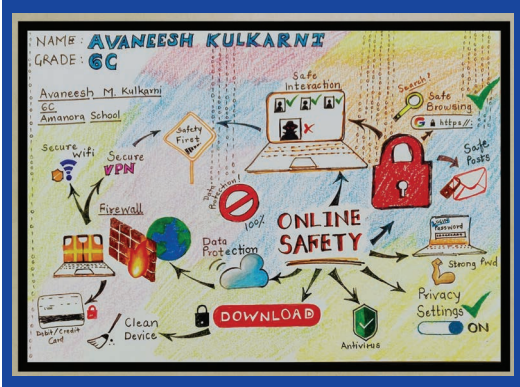 NAME: AVANEESH KULKARNI
GRADE: 6C
Avaneesh M. Kulkarni
6C
Amanora School
Secure
Wifi
Secure
VPN
Safety
First
Safe
Interaction
Search!
Safe
Browsing
G https://:
Safe
Posts
Firewall
Data
Protection!
100%
Data
Protection
ONLINE
SAFETY
Password
Strong Pwd
Privacy
Settings
ON
Debit/Credit
Card
Clean
Device
DOWNLOAD
Antivirus